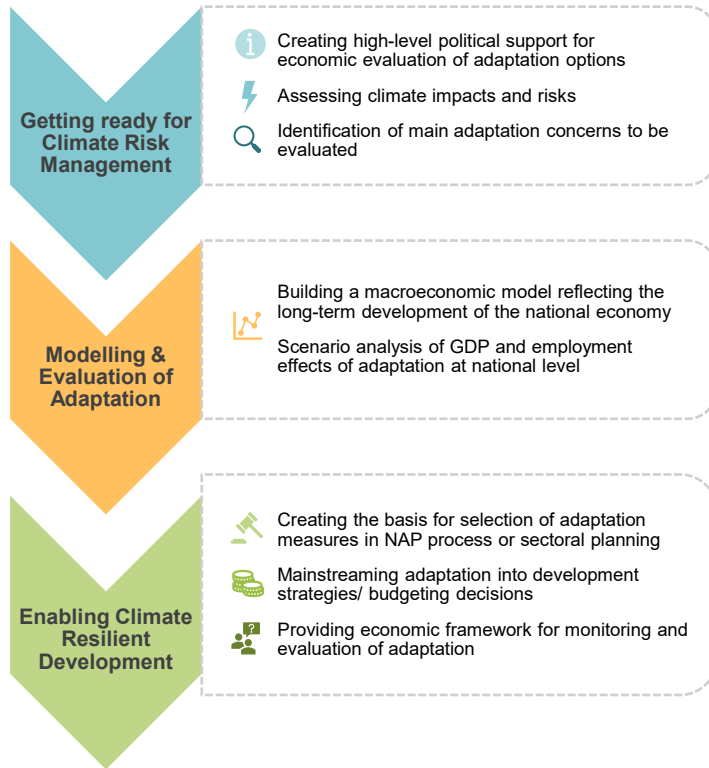 Getting ready for
Climate Risk
Management
Creating high-level political support for
economic evaluation of adaptation options
Assessing climate impacts and risks
Identification of main adaptation concerns to be
evaluated
Modelling &
Evaluation of
Adaptation
Building a macroeconomic model reflecting the
long-term development of the national economy
Scenario analysis of GDP and employment
effects of adaptation at national level
Enabling Climate
Resilient
Development
Creating the basis for selection of adaptation
measures in NAP process or sectoral planning
Mainstreaming adaptation into development
strategies/ budgeting decisions
Providing economic framework for monitoring and
evaluation of adaptation